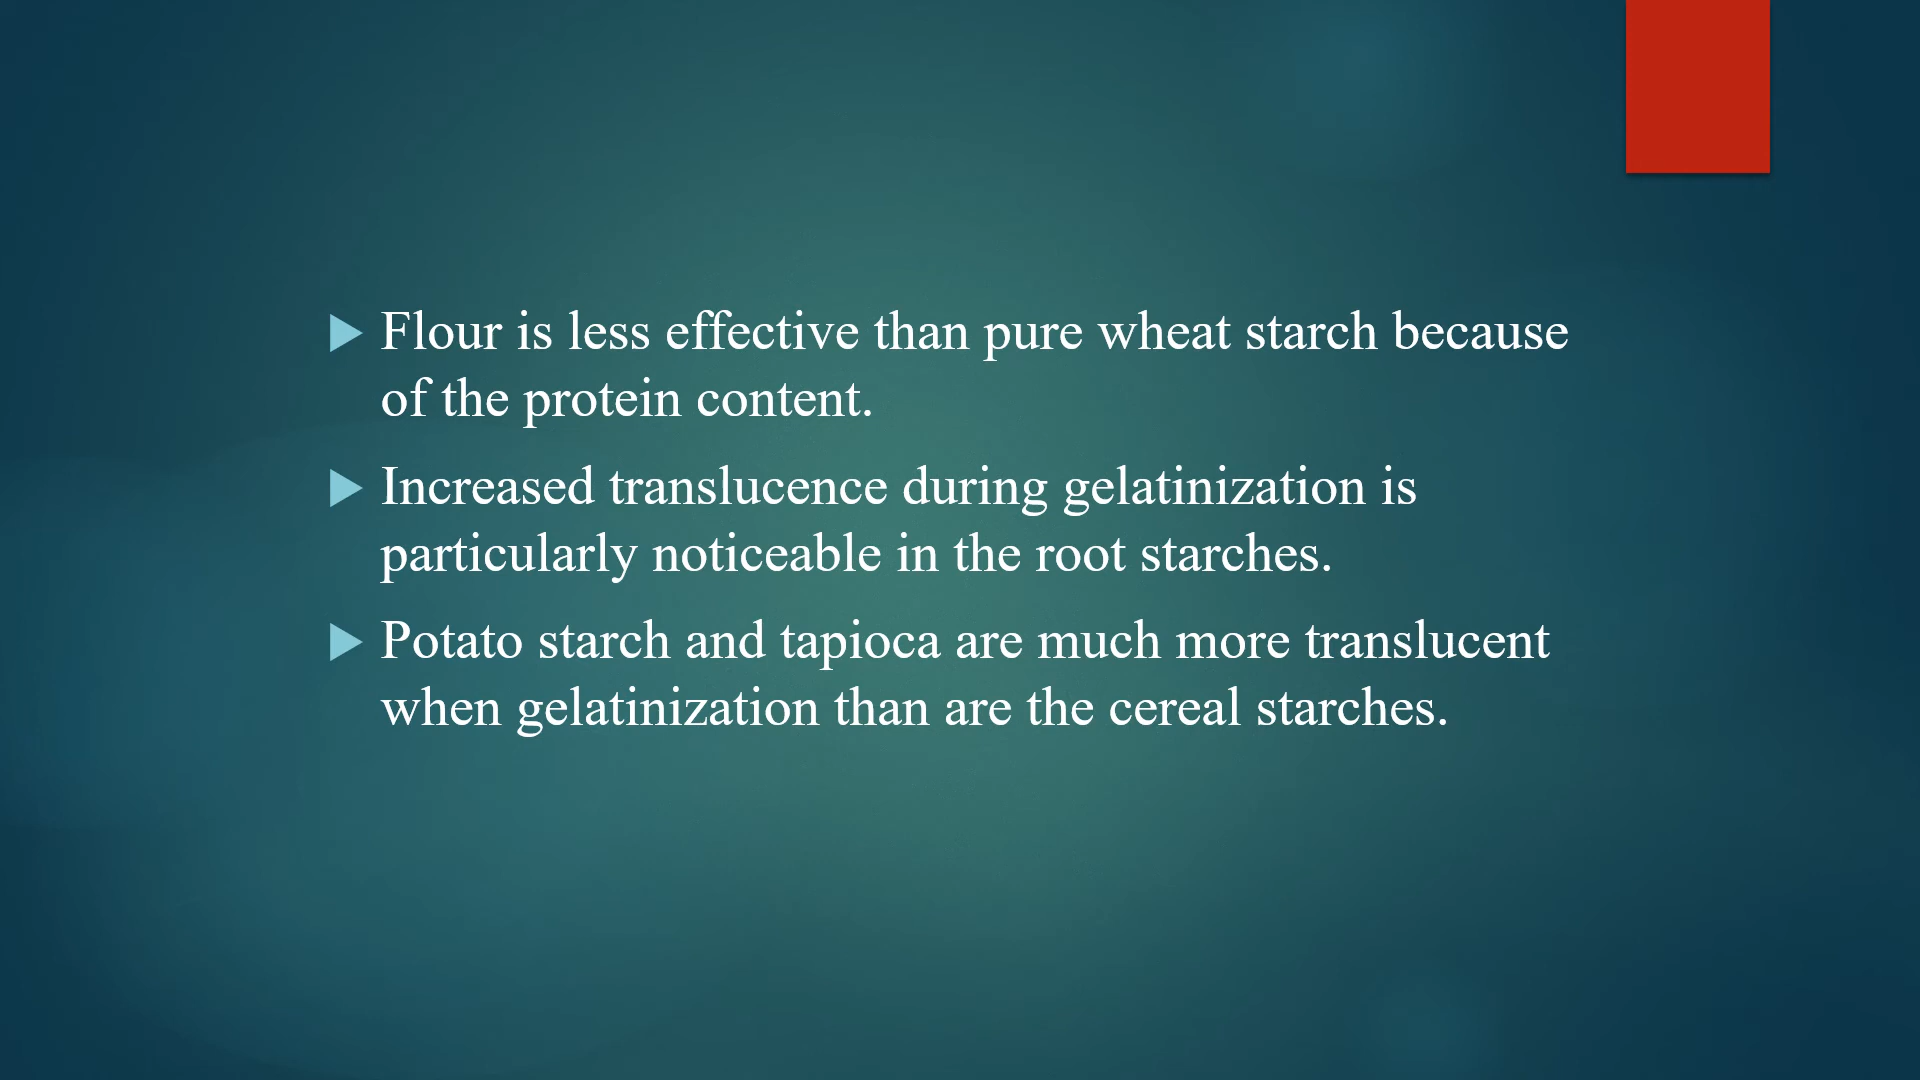 Flour is less effective than pure wheat starch because
of the protein content.
Increased translucence during gelatinization is
particularly noticeable in the root starches.
Potato starch and tapioca are much more translucent
when gelatinization than are the cereal starches.